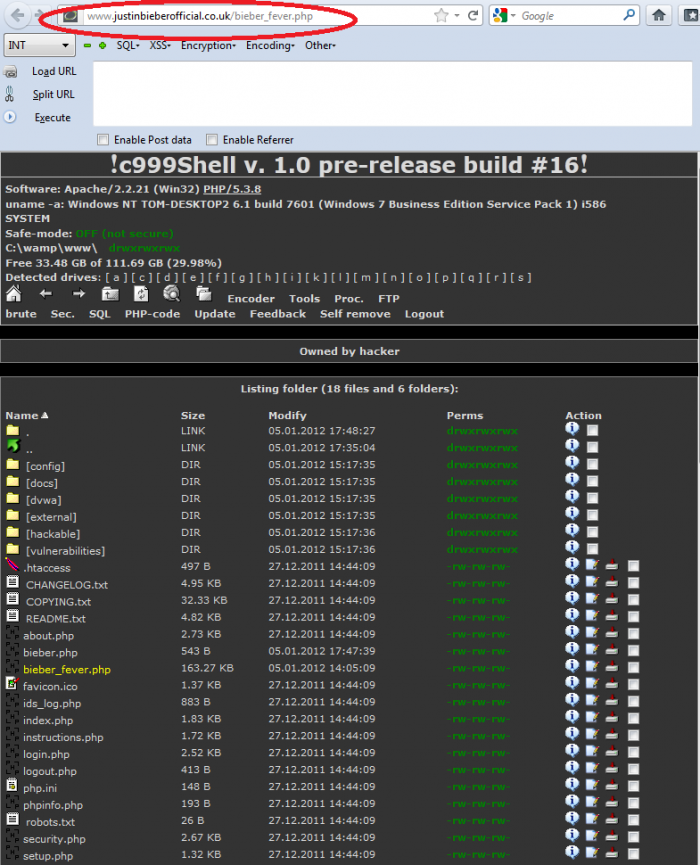 www.justinbieberofficial.co.uk/bieber_fever.php Google
INT SQL- XSS- Encryption- Encoding- Other-
Load URL
Split URL
Execute
Enable Post data Enable Referrer
!c999Shell v. 1.0 pre-release build #16!
Software: Apache/2.2.21 (Win32) PHP/5.3.8
uname -a: Windows NT TOM-DESKTOP2 6.1 build 7601 (Windows 7 Business Edition Service Pack 1) i586
SYSTEM
Safe-mode: OFF (not secure)
C:\wamp\www\ drwxrwxrwx
Free 33.48 GB of 111.69 GB (29.98%)
Detected drives: [ a ] [ c ] [ d ] [ e ] [ f ] [ g ] [ h ] [ i ] [ k ] [ l ] [ m ] [ n ] [ o ] [ p ] [ q ] [ r ] [ s ]
Encoder Tools Proc. FTP
brute Sec. SQL PHP-code Update Feedback Self remove Logout
Owned by hacker
Listing folder (18 files and 6 folders):
Name Size Modify Perms Action
. LINK 05.01.2012 17:48:27 drwxrwxrwx
.. LINK 05.01.2012 17:35:04 drwxrwxrwx
[config] DIR 05.01.2012 15:17:35 drwxrwxrwx
[docs] DIR 05.01.2012 15:17:35 drwxrwxrwx
[dvwa] DIR 05.01.2012 15:17:35 drwxrwxrwx
[external] DIR 05.01.2012 15:17:35 drwxrwxrwx
[hackable] DIR 05.01.2012 15:17:36 drwxrwxrwx
[vulnerabilities] DIR 05.01.2012 15:17:36 drwxrwxrwx
.htaccess 497 B 27.12.2011 14:44:09 -rw-rw-rw-
CHANGELOG.txt 4.95 KB 27.12.2011 14:44:09 -rw-rw-rw-
COPYING.txt 32.33 KB 27.12.2011 14:44:09 -rw-rw-rw-
README.txt 4.82 KB 27.12.2011 14:44:09 -rw-rw-rw-
about.php 2.73 KB 27.12.2011 14:44:09 -rw-rw-rw-
bieber.php 543 B 05.01.2012 17:47:39 -rw-rw-rw-
bieber_fever.php 163.27 KB 05.01.2012 14:05:09 -rw-rw-rw-
favicon.ico 1.37 KB 27.12.2011 14:44:09 -rw-rw-rw-
ids_log.php 883 B 27.12.2011 14:44:09 -rw-rw-rw-
index.php 1.83 KB 27.12.2011 14:44:09 -rw-rw-rw-
instructions.php 1.72 KB 27.12.2011 14:44:09 -rw-rw-rw-
login.php 2.52 KB 27.12.2011 14:44:09 -rw-rw-rw-
logout.php 413 B 27.12.2011 14:44:09 -rw-rw-rw-
php.ini 148 B 27.12.2011 14:44:09 -rw-rw-rw-
phpinfo.php 193 B 27.12.2011 14:44:09 -rw-rw-rw-
robots.txt 26 B 27.12.2011 14:44:09 -rw-rw-rw-
security.php 2.67 KB 27.12.2011 14:44:09 -rw-rw-rw-
setup.php 1.32 KB 27.12.2011 14:44:09 -rw-rw-rw-